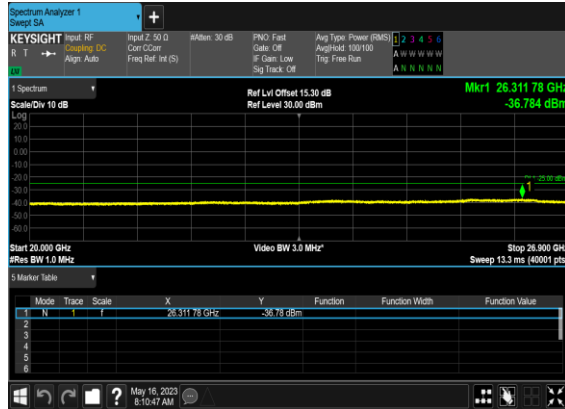 Spectrum Analyzer 1
Swept SA
+
KEYSIGHT Input: RF Input Z: 50 Ω #Atten: 30 dB PNO: Fast Avg Type: Power (RMS) 1 2 3 4 5 6
R T Coupling: DC Corr CCorr Gate: Off Avg|Hold: 100/100 A W W W W W
Align: Auto Freq Ref: Int (S) IF Gain: Low Trig: Free Run
LW Sig Track: Off A N N N N N
1 Spectrum Ref Lvl Offset 15.30 dB Mkr1 26.311 78 GHz
Scale/Div 10 dB Ref Level 30.00 dBm -36.784 dBm
Log
20.0
10.0
0.00
-10.0
-20.0
-25.00 dBm
-30.0
1
-40.0
-50.0
-60.0
Start 20.000 GHz Video BW 3.0 MHz* Stop 26.900 GHz
#Res BW 1.0 MHz Sweep 13.3 ms (40001 pts)
5 Marker Table
Mode Trace Scale X Y Function Function Width Function Value
1 N 1 f 26.311 78 GHz -36.78 dBm
2
3
4
5
6
? May 16, 2023
8:10:47 AM